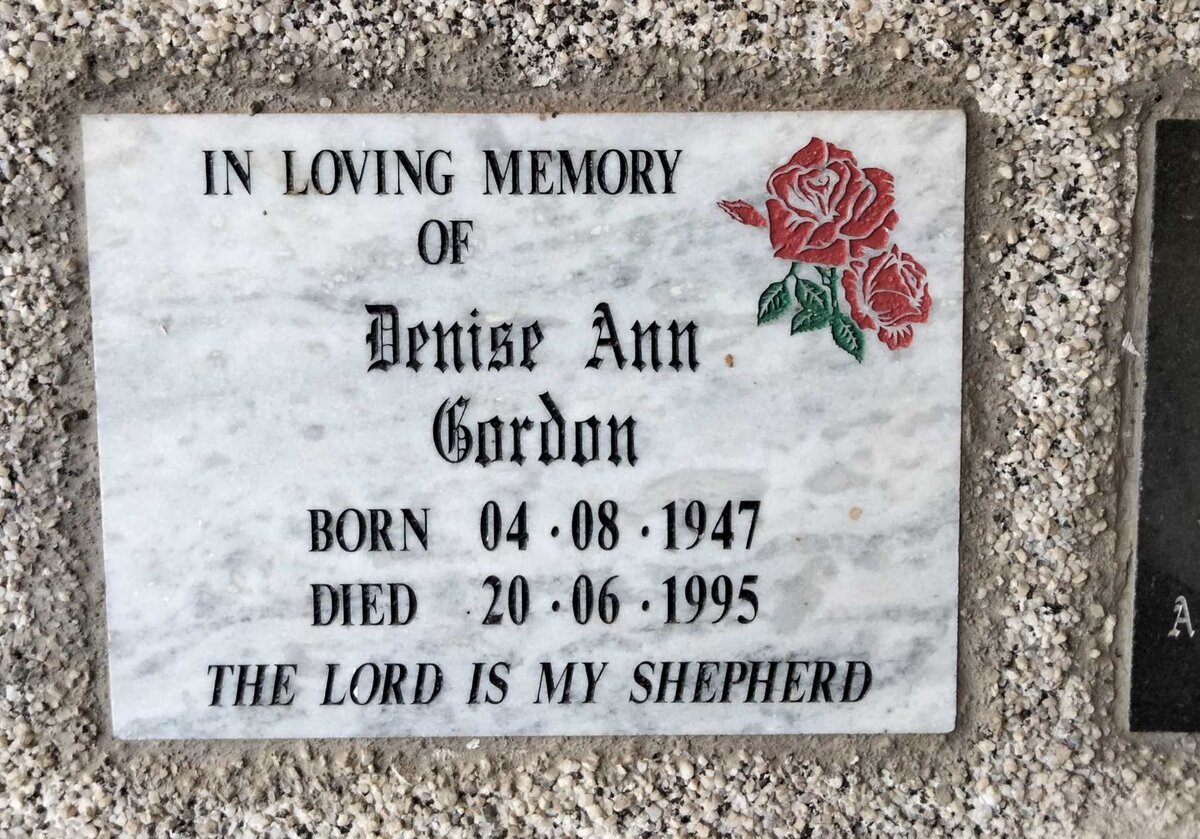 IN LOVING MEMORY
OF
Denise Ann
Gordon
BORN 04·08·1947
DIED 20·06·1995
THE LORD IS MY SHEPHERD
A